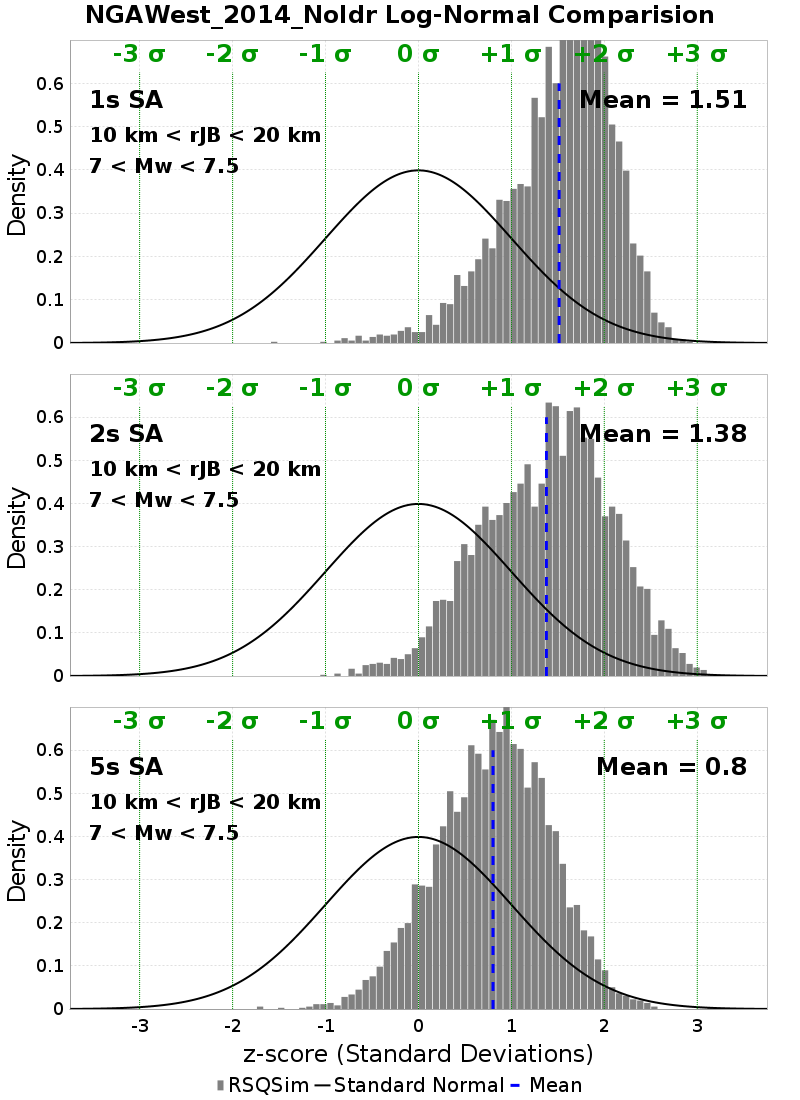 NGAWest_2014_NoIdr Log-Normal Comparision
-3 σ -2 σ -1 σ 0 σ +1 σ +2 σ +3 σ
1s SA
Mean = 1.51
10 km < rJB < 20 km
7 < Mw < 7.5
Density
0.6
0.5
0.4
0.3
0.2
0.1
0
-3 σ -2 σ -1 σ 0 σ +1 σ +2 σ +3 σ
2s SA
Mean = 1.38
10 km < rJB < 20 km
7 < Mw < 7.5
Density
0.6
0.5
0.4
0.3
0.2
0.1
0
-3 σ -2 σ -1 σ 0 σ +1 σ +2 σ +3 σ
5s SA
Mean = 0.8
10 km < rJB < 20 km
7 < Mw < 7.5
Density
0.6
0.5
0.4
0.3
0.2
0.1
0
-3 -2 -1 0 1 2 3
z-score (Standard Deviations)
RSQSim Standard Normal Mean